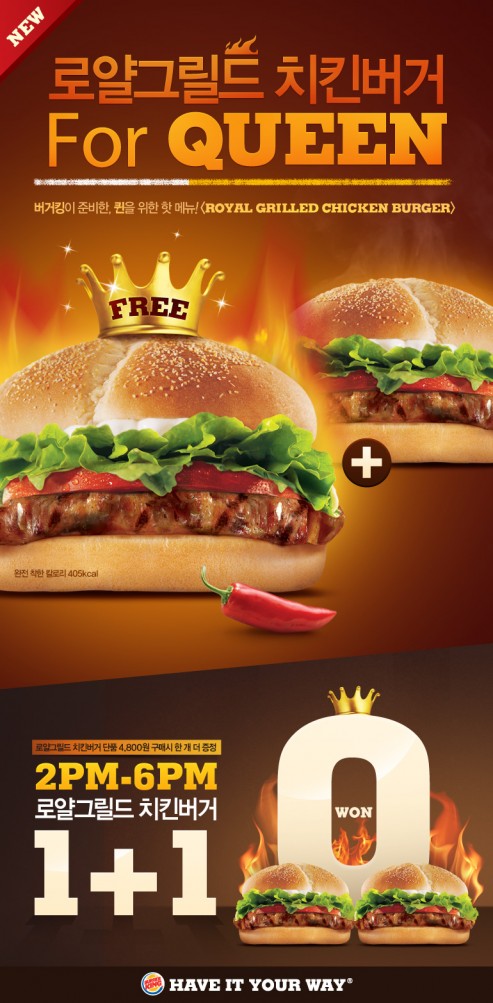 NEW
로얄그릴드 치킨버거
For QUEEN
버거킹이 준비한, 퀸을 위한 핫 메뉴! <ROYAL GRILLED CHICKEN BURGER>
FREE
+
완전 착한 칼로리 405kcal
로얄그릴드 치킨버거 단품 4,800원 구매시 한 개 더 증정
2PM-6PM
로얄그릴드 치킨버거
1+1
0
WON
BURGER KING
HAVE IT YOUR WAY®